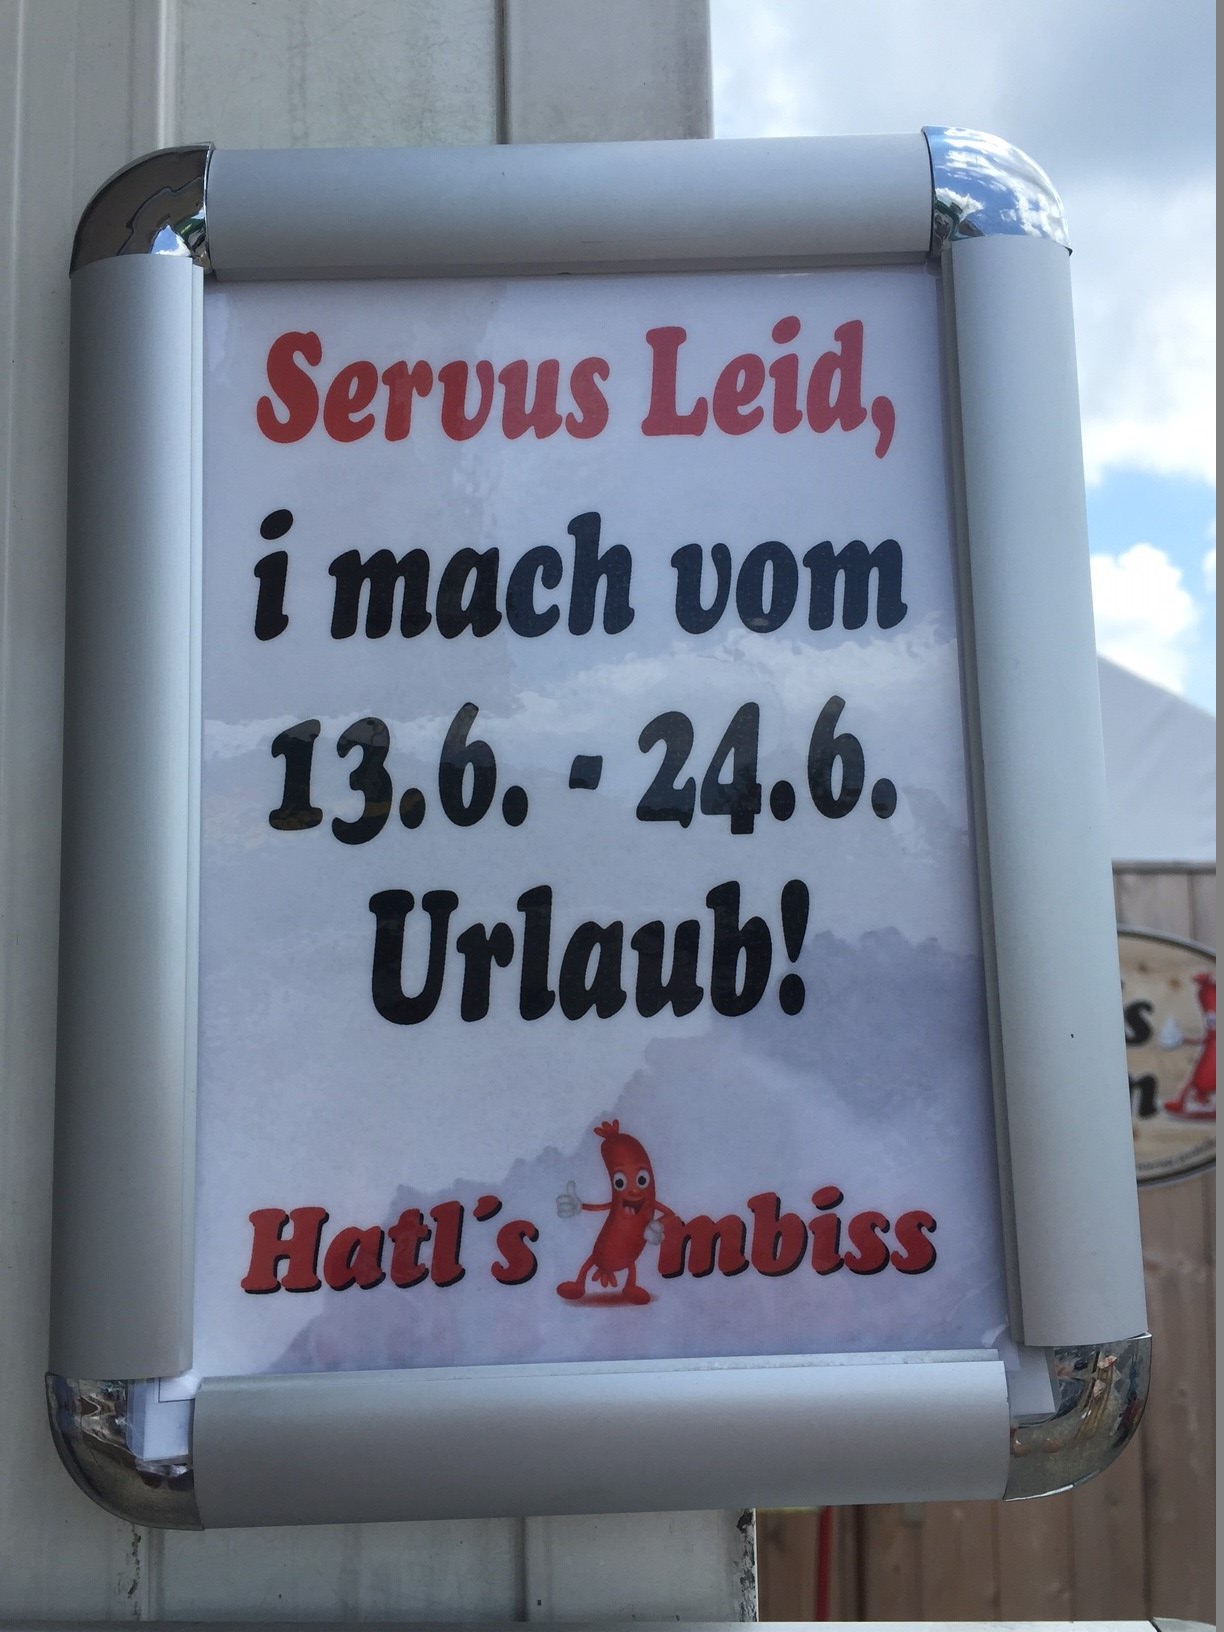 Servus Leid,
i mach vom
13.6. - 24.6.
Urlaub!
Hatl´s Imbiss